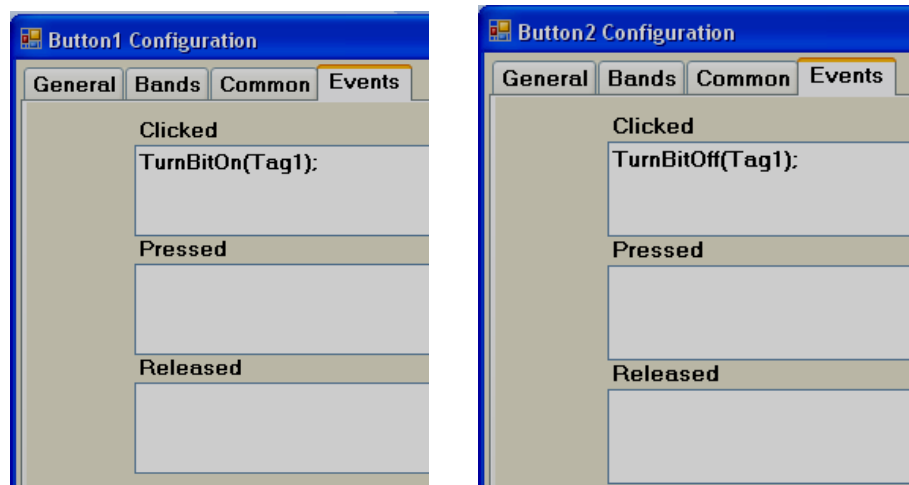 Button1 Configuration
General Bands Common Events
Clicked
TurnBitOn(Tag1);
Pressed
Released
Button2 Configuration
General Bands Common Events
Clicked
TurnBitOff(Tag1);
Pressed
Released